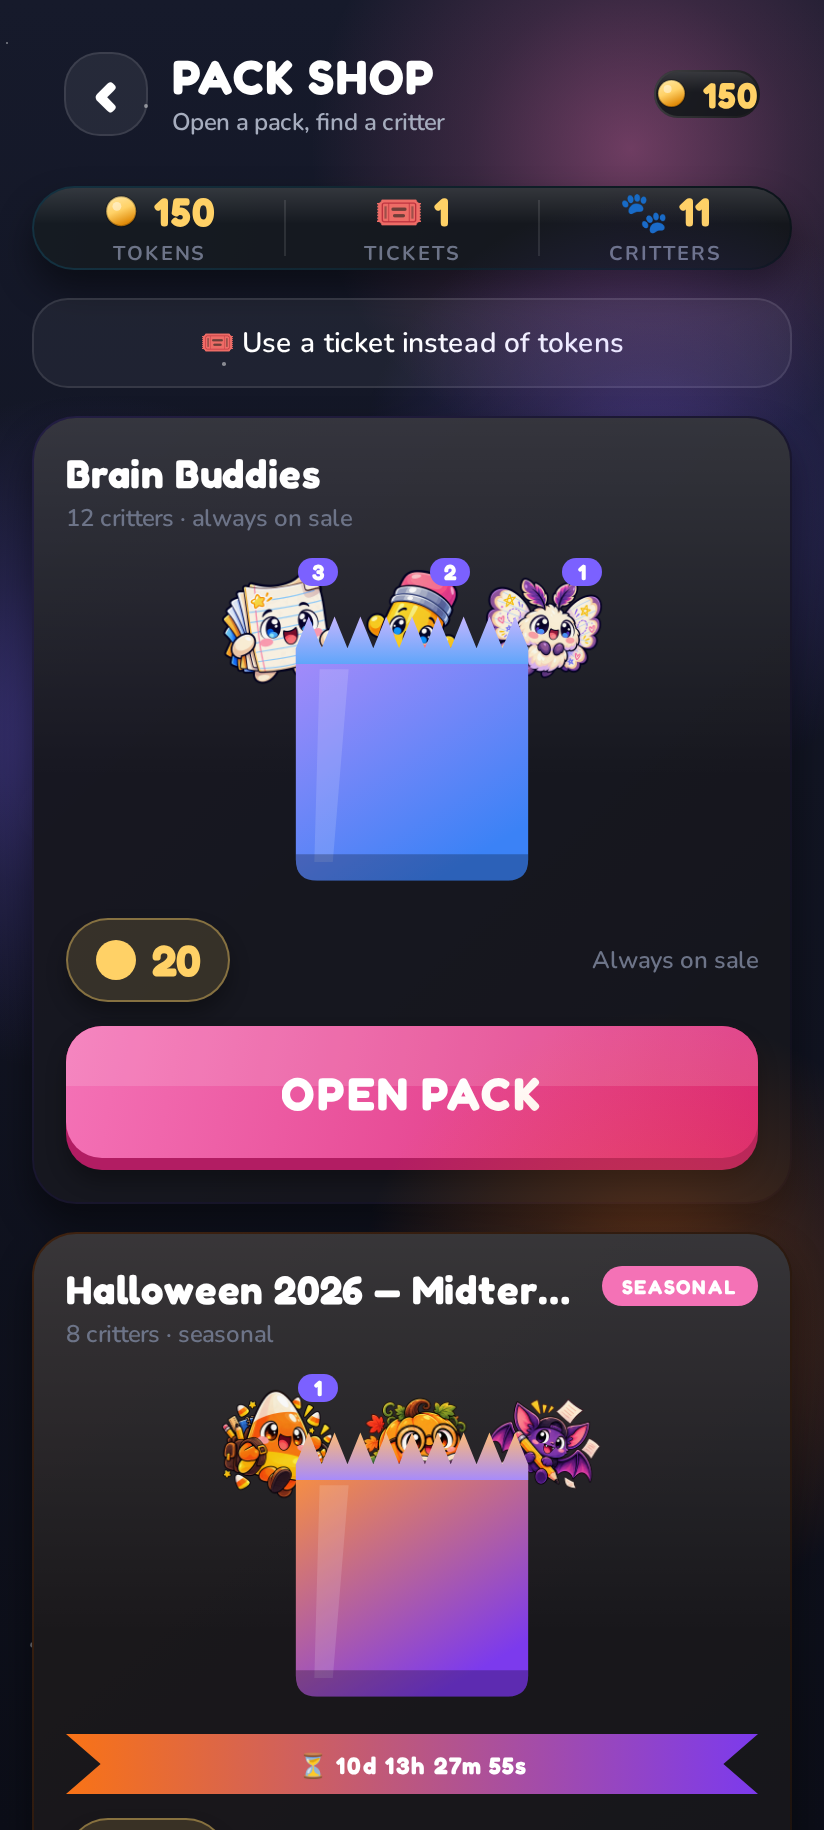 PACK SHOP
Open a pack, find a critter
150
150
TOKENS
1
TICKETS
11
CRITTERS
Use a ticket instead of tokens
Brain Buddies
12 critters · always on sale
3
2
1
20
Always on sale
OPEN PACK
Halloween 2026 – Midter...
SEASONAL
8 critters · seasonal
1
10d 13h 27m 55s